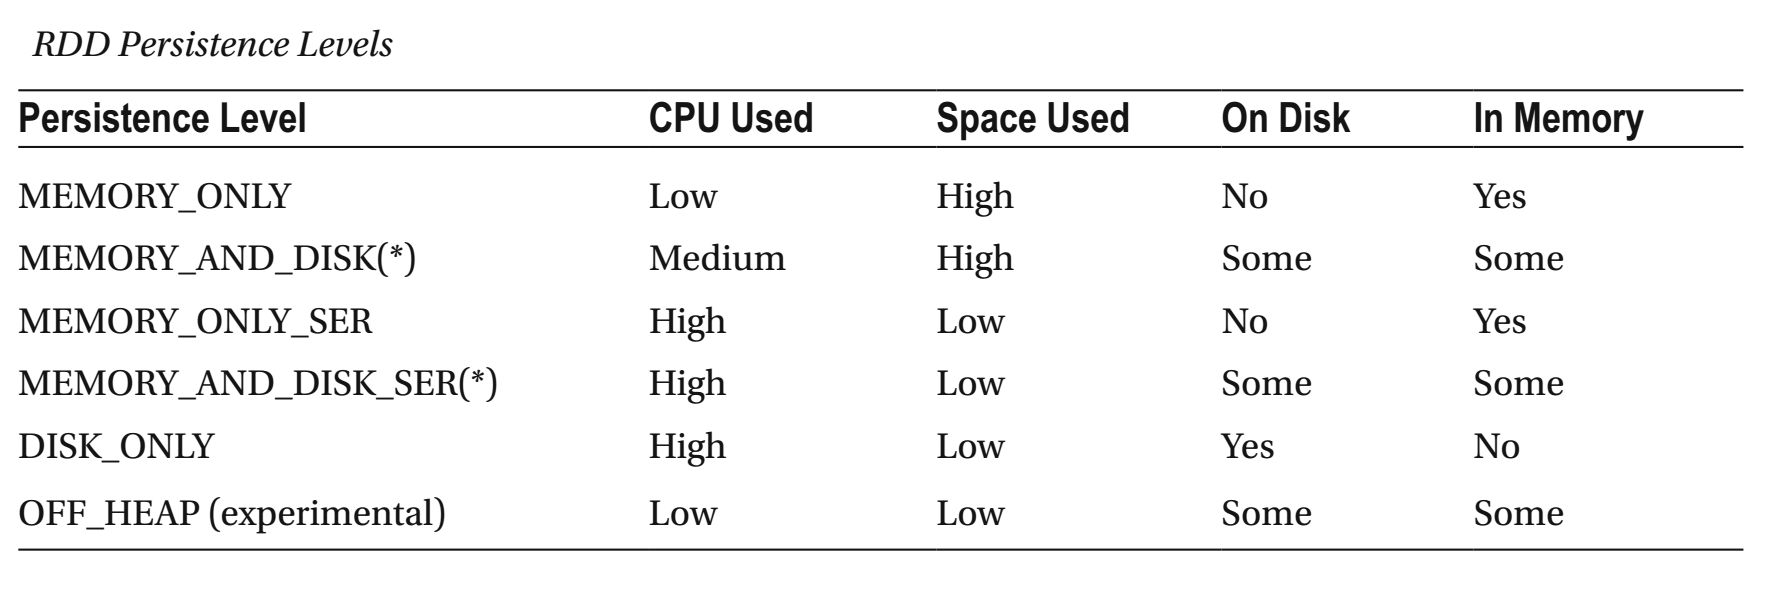 RDD Persistence Levels
Persistence Level CPU Used Space Used On Disk In Memory
MEMORY_ONLY Low High No Yes
MEMORY_AND_DISK(*) Medium High Some Some
MEMORY_ONLY_SER High Low No Yes
MEMORY_AND_DISK_SER(*) High Low Some Some
DISK_ONLY High Low Yes No
OFF_HEAP (experimental) Low Low Some Some